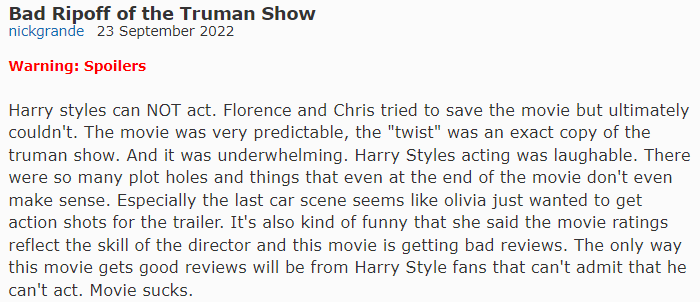 Bad Ripoff of the Truman Show
nickgrande 23 September 2022
Warning: Spoilers
Harry styles can NOT act. Florence and Chris tried to save the movie but ultimately
couldn't. The movie was very predictable, the "twist" was an exact copy of the
truman show. And it was underwhelming. Harry Styles acting was laughable. There
were so many plot holes and things that even at the end of the movie don't even
make sense. Especially the last car scene seems like olivia just wanted to get
action shots for the trailer. It's also kind of funny that she said the movie ratings
reflect the skill of the director and this movie is getting bad reviews. The only way
this movie gets good reviews will be from Harry Style fans that can't admit that he
can't act. Movie sucks.